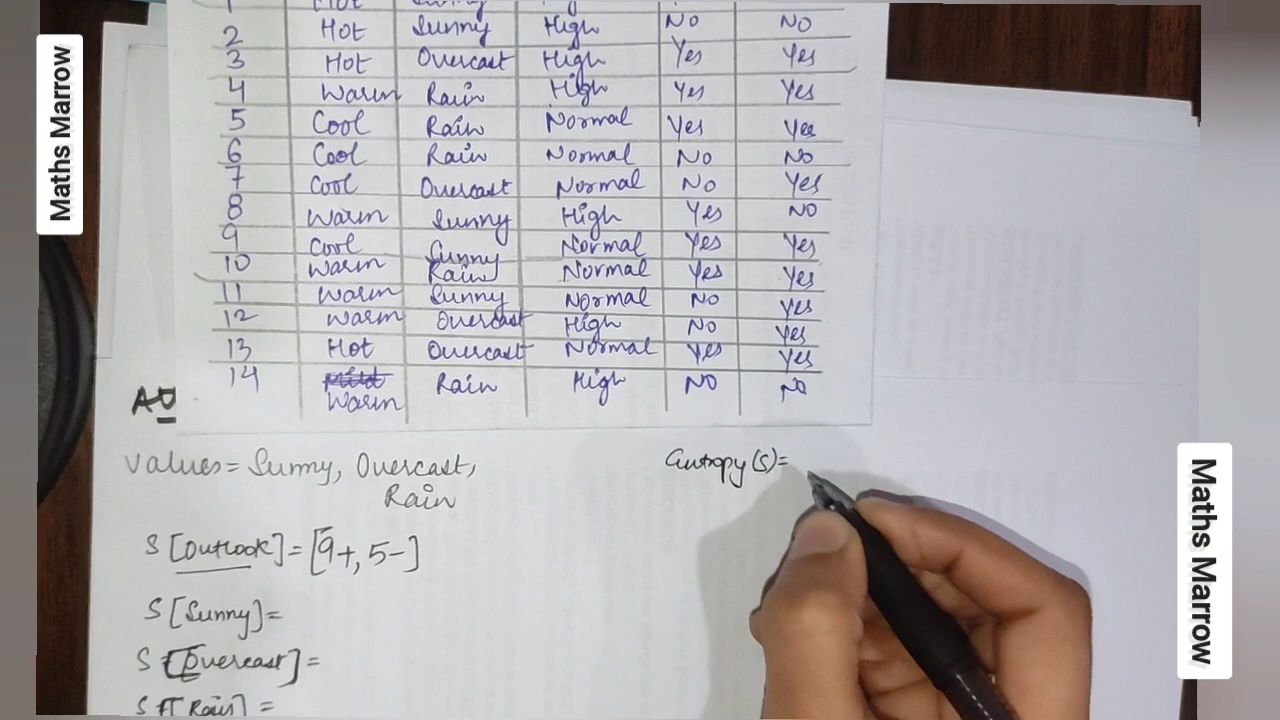 1 Hot Sunny High
2 Hot Sunny High No No
3 Hot Overcast High Yes Yes
4 Warm Rain High Yes Yes
5 Cool Rain Normal Yes Yes
6 Cool Rain Normal No No
7 Cool Overcast Normal No Yes
8 Warm Sunny High Yes No
9 Cool Sunny Normal Yes Yes
10 Warm Rain Normal Yes Yes
11 Warm Sunny Normal No Yes
12 Warm Overcast High No Yes
13 Hot Overcast Normal Yes Yes
14 Warm Rain High No No
Values = Sunny, Overcast,
Rain
Entropy(S)=
S [Outlook] = [9+, 5-]
S [Sunny] =
S [Overcast] =
S [Rain] =
Maths Marrow
Maths Marrow